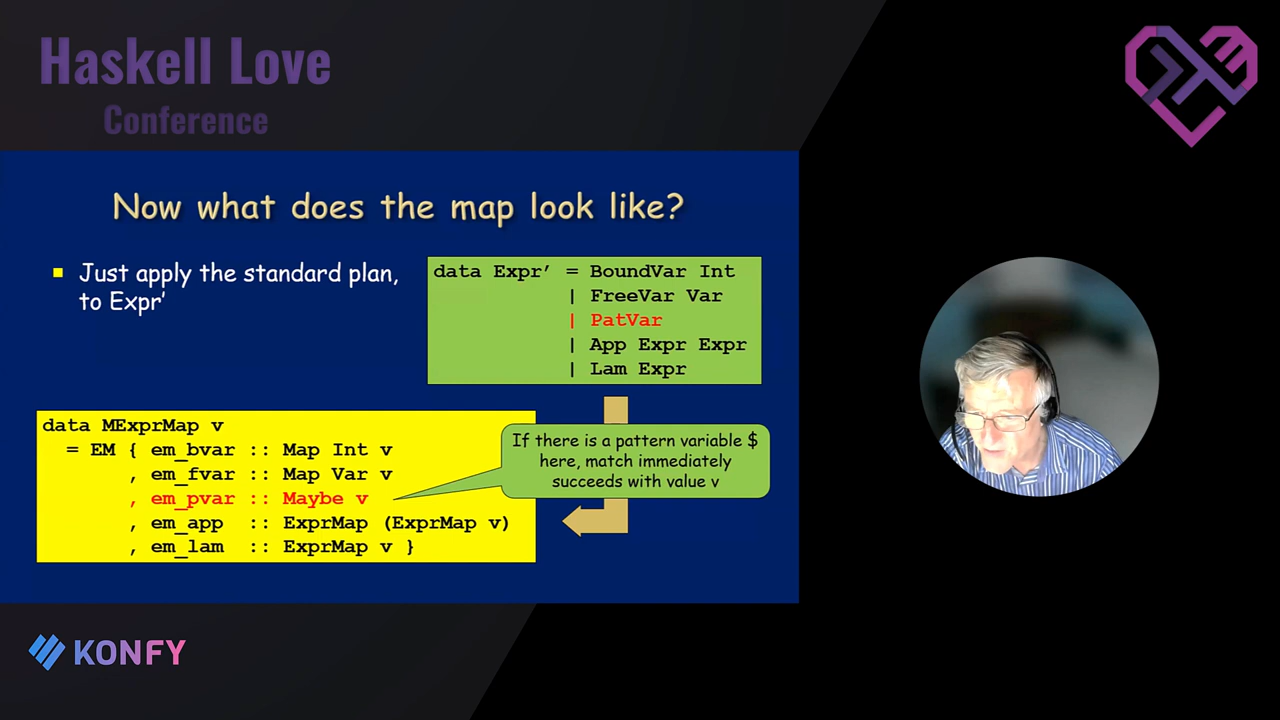 Haskell Love
Conference
Now what does the map look like?
Just apply the standard plan,
to Expr’
data Expr’ = BoundVar Int
| FreeVar Var
| PatVar
| App Expr Expr
| Lam Expr
data MExprMap v
= EM { em_bvar :: Map Int v
, em_fvar :: Map Var v
, em_pvar :: Maybe v
, em_app :: ExprMap (ExprMap v)
, em_lam :: ExprMap v }
If there is a pattern variable $
here, match immediately
succeeds with value v
KONFY